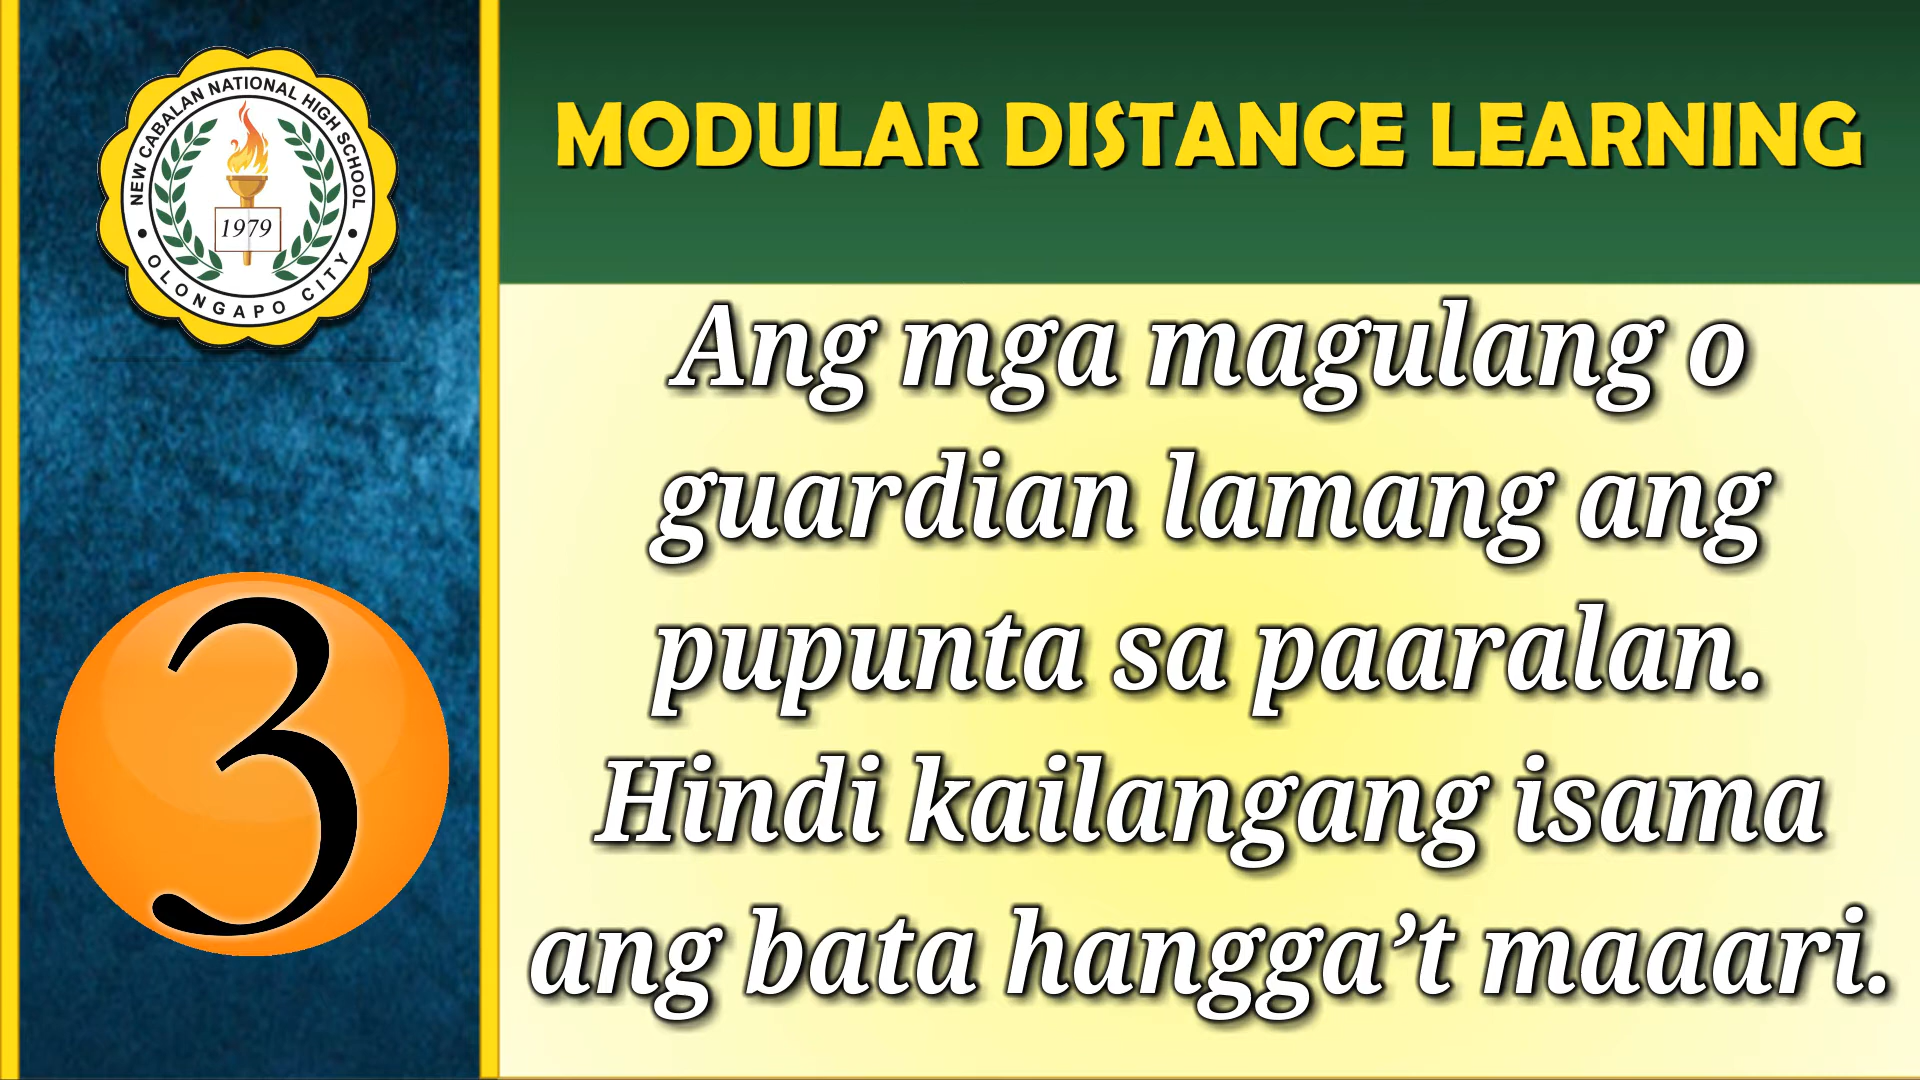 NEW CABALAN NATIONAL HIGH SCHOOL
1979
• OLONGAPO CITY •
MODULAR DISTANCE LEARNING
3
Ang mga magulang o
guardian lamang ang
pupunta sa paaralan.
Hindi kailangang isama
ang bata hangga’t maaari.